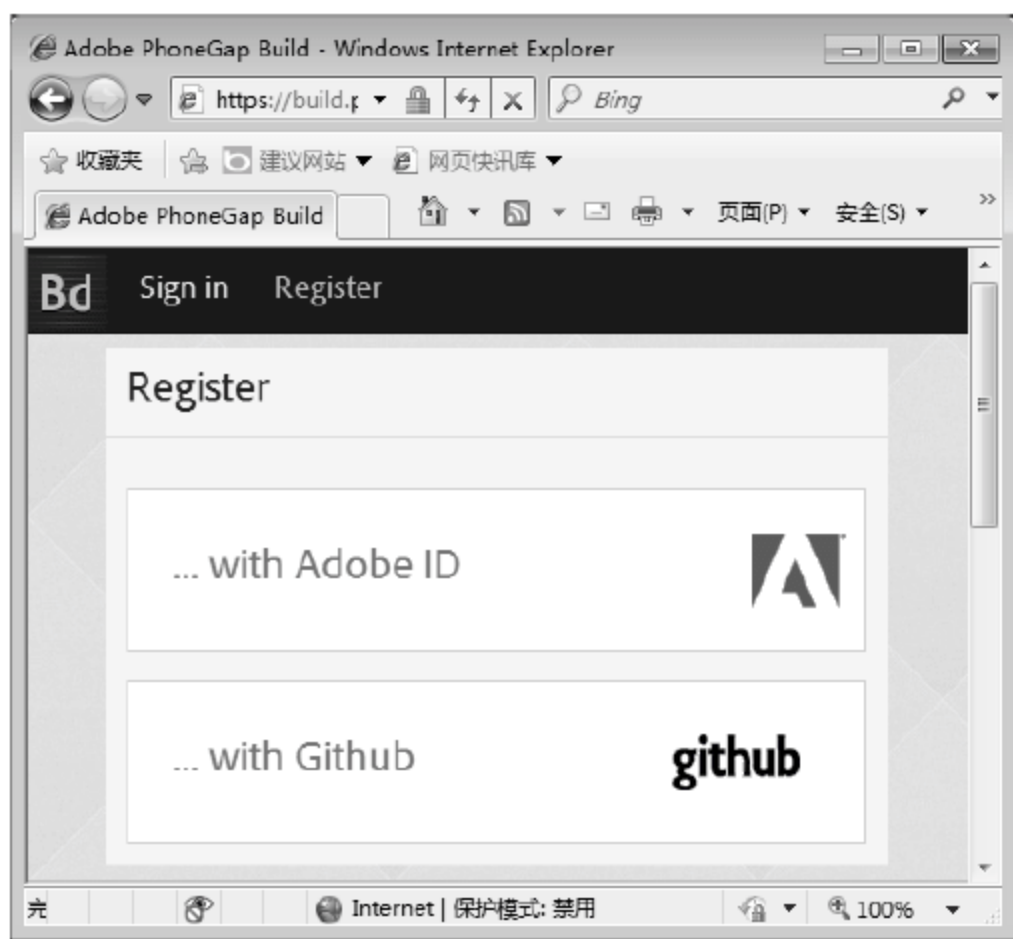 Adobe PhoneGap Build - Windows Internet Explorer
https://build.p Bing
收藏夹 建议网站 网页快讯库
Adobe PhoneGap Build 页面(P) 安全(S) »
Bd Sign in Register
Register
... with Adobe ID
... with Github github
完 Internet | 保护模式: 禁用 100%